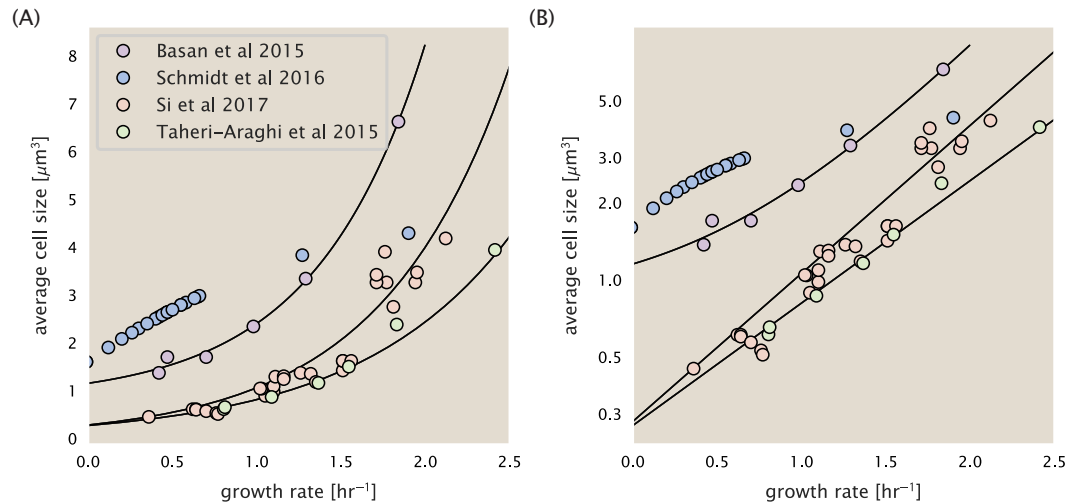 (A)
average cell size [μm³]
8
7
6
5
4
3
2
1
0
Basan et al 2015
Schmidt et al 2016
Si et al 2017
Taheri–Araghi et al 2015
0.0 0.5 1.0 1.5 2.0 2.5
growth rate [hr⁻¹]
(B)
average cell size [μm³]
5.0
3.0
2.0
1.0
0.5
0.3
0.0 0.5 1.0 1.5 2.0 2.5
growth rate [hr⁻¹]